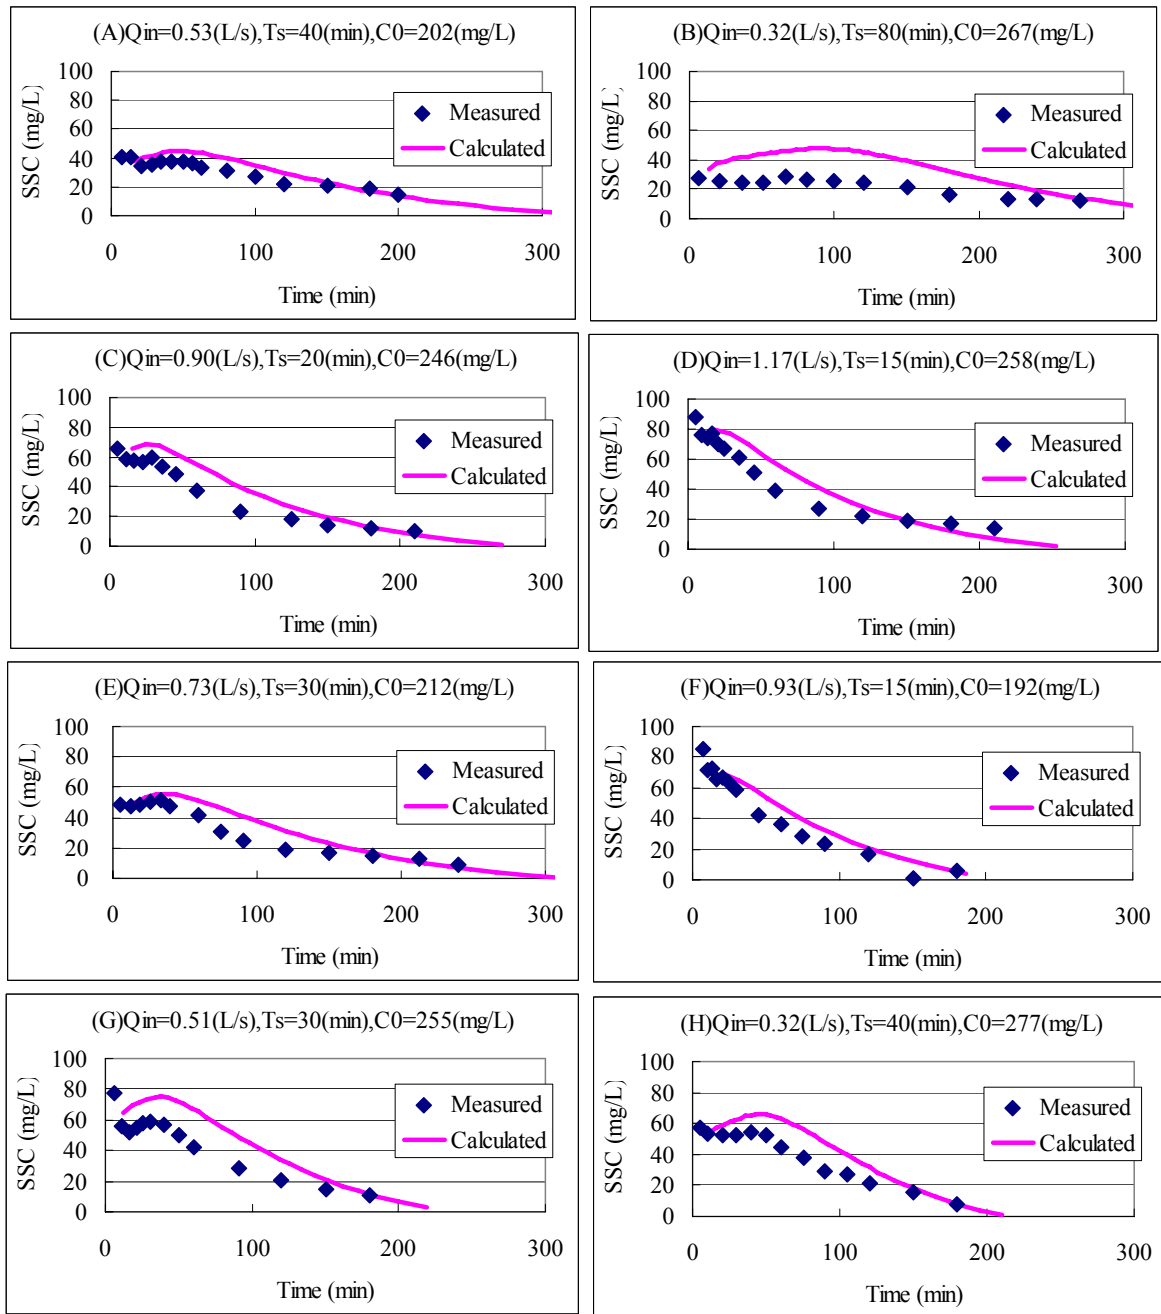 (A)Qin=0.53(L/s),Ts=40(min),C0=202(mg/L)
SSC (mg/L)
100
80
60
40
20
0
Measured
Calculated
0 100 200 300
Time (min)
(B)Qin=0.32(L/s),Ts=80(min),C0=267(mg/L)
SSC (mg/L)
100
80
60
40
20
0
Measured
Calculated
0 100 200 300
Time (min)
(C)Qin=0.90(L/s),Ts=20(min),C0=246(mg/L)
SSC (mg/L)
100
80
60
40
20
0
Measured
Calculated
0 100 200 300
Time (min)
(D)Qin=1.17(L/s),Ts=15(min),C0=258(mg/L)
SSC (mg/L)
100
80
60
40
20
0
Measured
Calculated
0 100 200 300
Time (min)
(E)Qin=0.73(L/s),Ts=30(min),C0=212(mg/L)
SSC (mg/L)
100
80
60
40
20
0
Measured
Calculated
0 100 200 300
Time (min)
(F)Qin=0.93(L/s),Ts=15(min),C0=192(mg/L)
SSC (mg/L)
100
80
60
40
20
0
Measured
Calculated
0 100 200 300
Time (min)
(G)Qin=0.51(L/s),Ts=30(min),C0=255(mg/L)
SSC (mg/L)
100
80
60
40
20
0
Measured
Calculated
0 100 200 300
Time (min)
(H)Qin=0.32(L/s),Ts=40(min),C0=277(mg/L)
SSC (mg/L)
100
80
60
40
20
0
Measured
Calculated
0 100 200 300
Time (min)